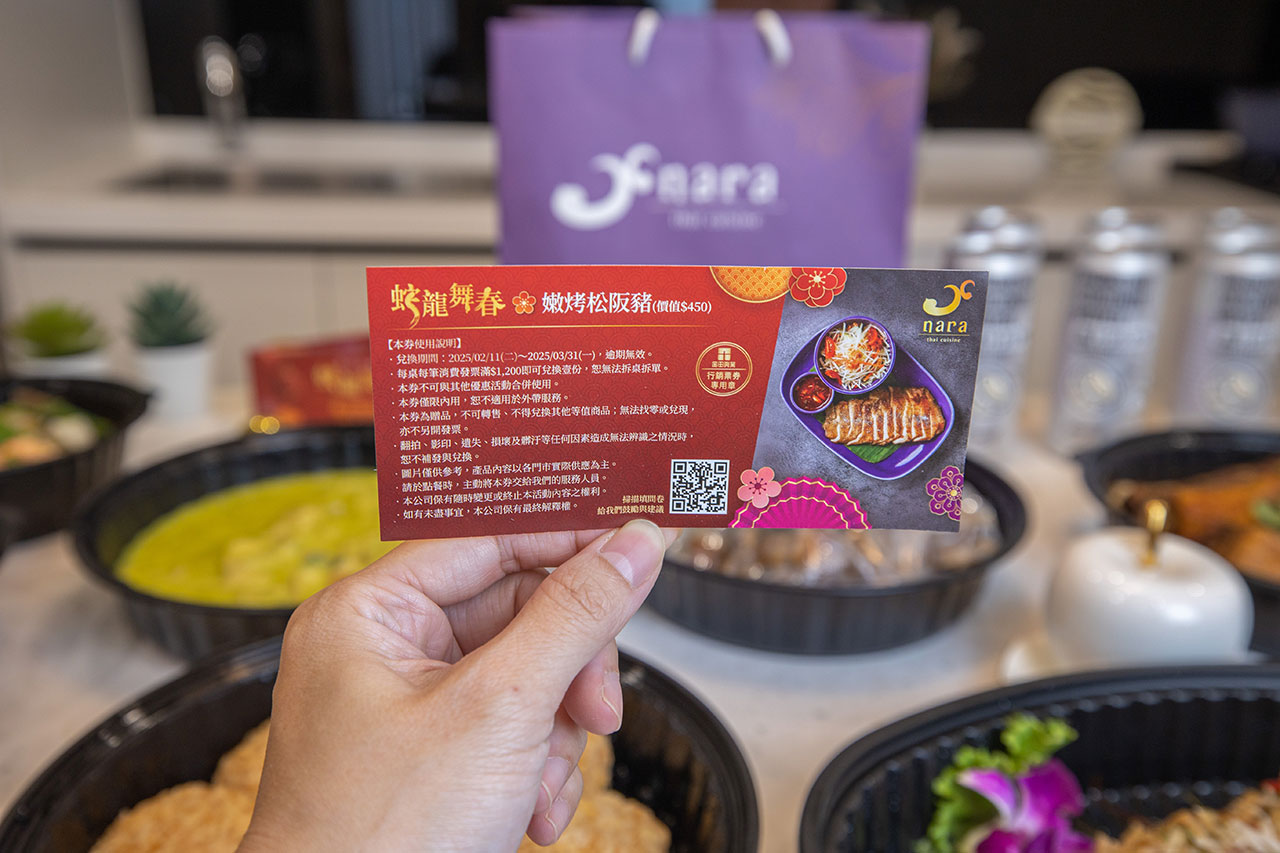 nara
thai cuisine
蛇龍舞春 嫩烤松阪豬(價值$450)
【本券使用說明】
· 兌換期間：2025/02/11(二)～2025/03/31(一)，逾期無效。
· 每桌每筆消費發票滿$1,200即可兌換壹份，恕無法拆桌拆單。
· 本券不可與其他優惠活動合併使用。
· 本券僅限內用，恕不適用於外帶服務。
· 本券為贈品，不可轉售、不得兌換其他等值商品；無法找零或兌現，
亦不另開發票。
· 翻拍、影印、遺失、損壞及髒汙等任何因素造成無法辨識之情況時，
恕不補發與兌換。
· 圖片僅供參考，產品內容以各門市實際供應為主。
· 請於點餐時，主動將本券交給我們的服務人員。
· 本公司保有隨時變更或終止本活動內容之權利。
· 如有未盡事宜，本公司保有最終解釋權。
行銷票券
專用章
掃描填問卷
給我們鼓勵與建議
nara
thai cuisine